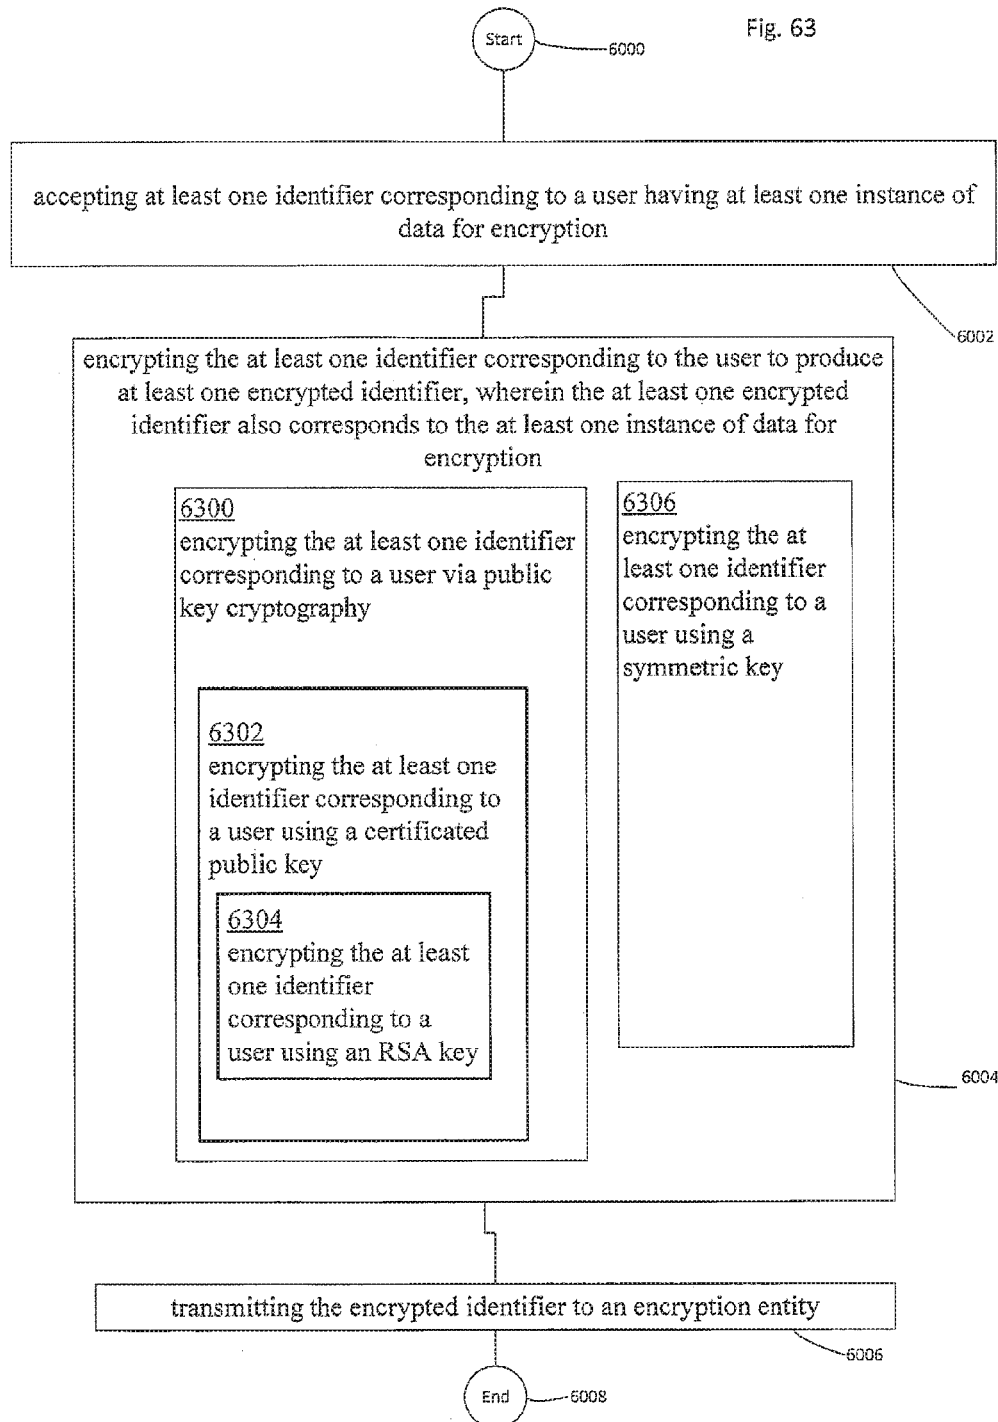 Fig. 63
Start
6000
accepting at least one identifier corresponding to a user having at least one instance of
data for encryption
6002
encrypting the at least one identifier corresponding to the user to produce
at least one encrypted identifier, wherein the at least one encrypted
identifier also corresponds to the at least one instance of data for
encryption
6300
encrypting the at least one identifier
corresponding to a user via public
key cryptography
6302
encrypting the at least one
identifier corresponding to
a user using a certificated
public key
6304
encrypting the at least
one identifier
corresponding to a
user using an RSA key
6306
encrypting the at
least one identifier
corresponding to a
user using a
symmetric key
6004
transmitting the encrypted identifier to an encryption entity
6006
End
6008